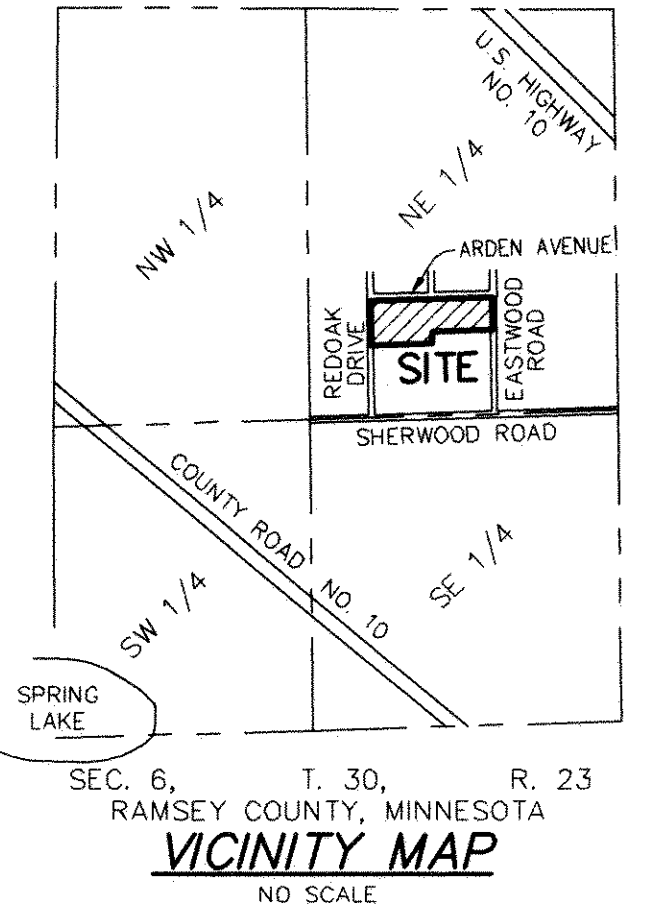 U.S. HIGHWAY
NO. 10
NW 1/4
NE 1/4
ARDEN AVENUE
REDOAK
DRIVE
EASTWOOD
ROAD
SITE
SHERWOOD ROAD
COUNTY ROAD NO. 10
SW 1/4
SE 1/4
SPRING
LAKE
SEC. 6, T. 30, R. 23
RAMSEY COUNTY, MINNESOTA
VICINITY MAP
NO SCALE